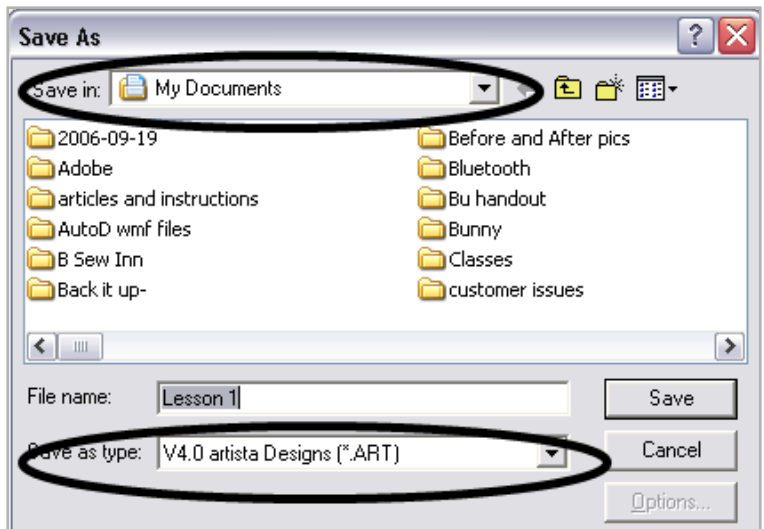 Save As
Save in: My Documents
2006-09-19 Before and After pics
Adobe Bluetooth
articles and instructions Bu handout
AutoD wmf files Bunny
B Sew Inn Classes
Back it up- customer issues
File name: Lesson 1 Save
Save as type: V4.0 artista Designs (*.ART) Cancel
Options...